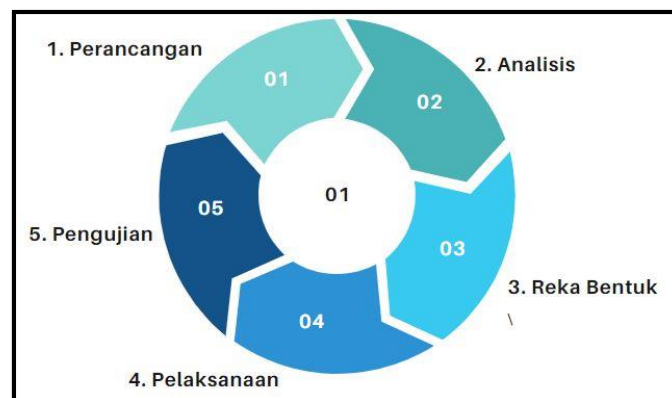 1. Perancangan
01
2. Analisis
02
01
05
03
5. Pengujian
3. Reka Bentuk
\
04
4. Pelaksanaan